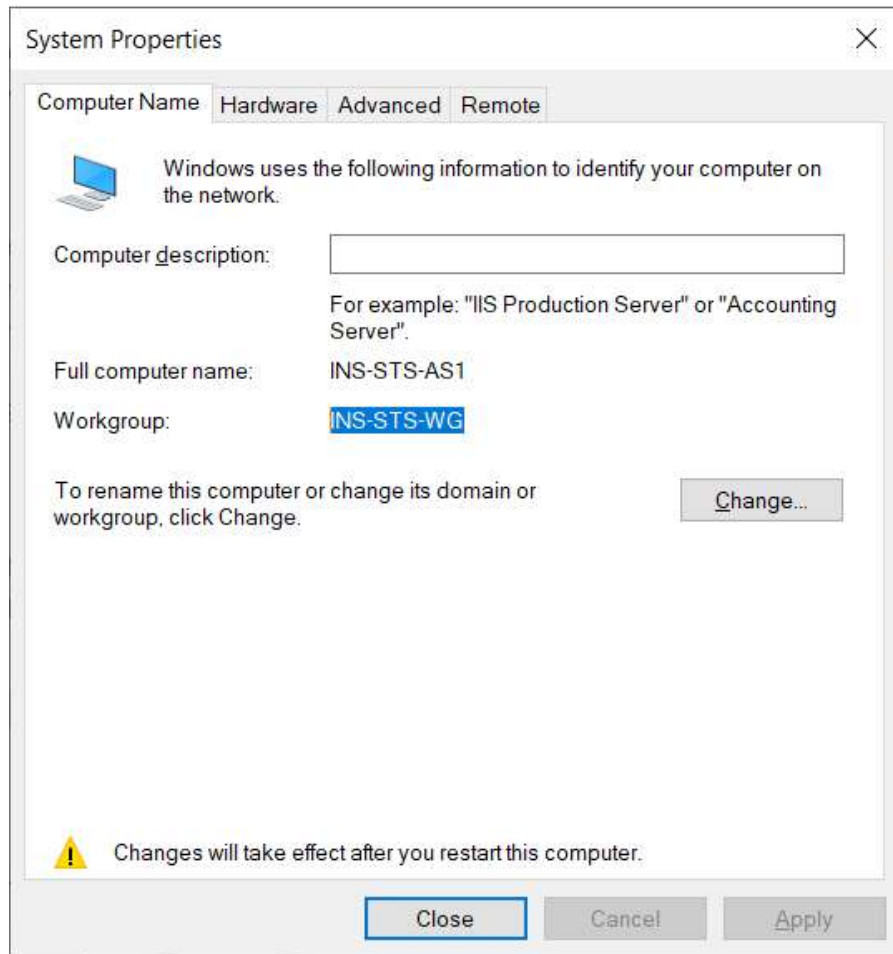 System Properties
Computer Name Hardware Advanced Remote
Windows uses the following information to identify your computer on
the network.
Computer description:
For example: "IIS Production Server" or "Accounting
Server".
Full computer name: INS-STS-AS1
Workgroup: INS-STS-WG
To rename this computer or change its domain or
workgroup, click Change.
Change...
Changes will take effect after you restart this computer.
Close Cancel Apply